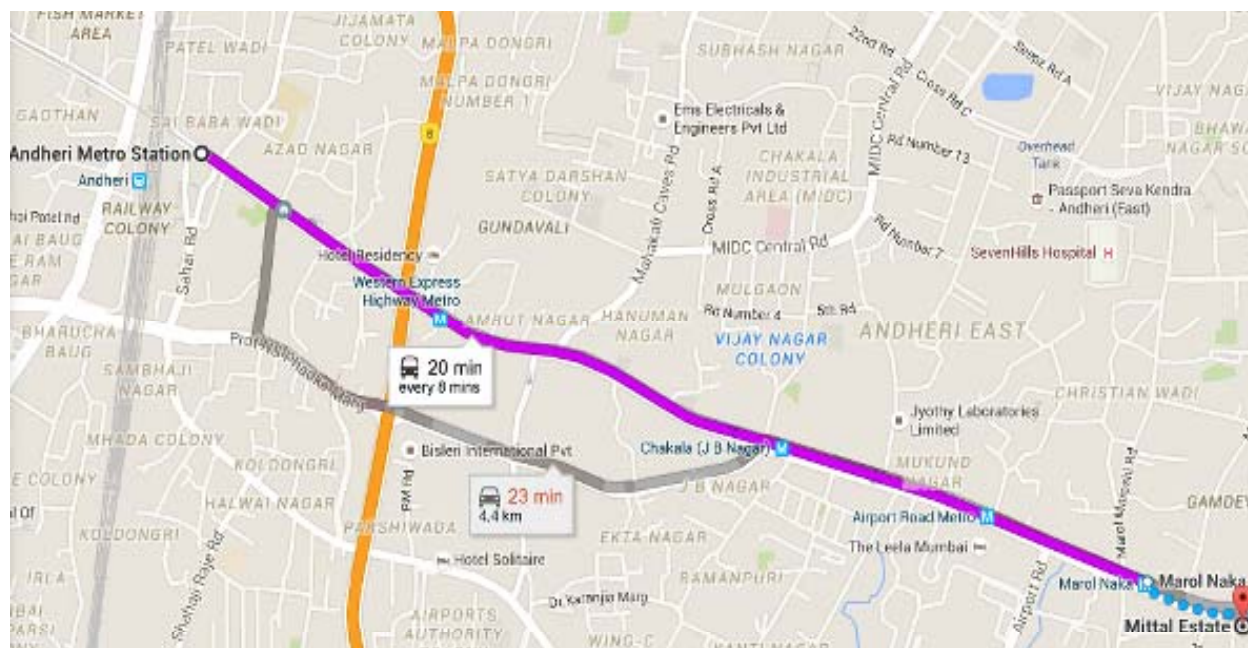 FISH MARKET
AREA
JIJAMATA
COLONY
PATEL WADI
MALPA DONGRI
SUBHASH NAGAR
22nd Rd
Cross Rd C
Seepz Rd A
MIDC Central Rd
MALPA DONGRI
NUMBER 1
VIJAY NAGAR
GAOTHAN
SAI BABA WADI
8
Ems Electricals &
Engineers Pvt Ltd
Rd Number 13
Overhead
Tank
Andheri Metro Station
AZAD NAGAR
CHAKALA
INDUSTRIAL
AREA (MIDC)
Andheri
SATYA DARSHAN
COLONY
Mahakali Caves Rd
Cross Rd A
Passport Seva Kendra
- Andheri (East)
RAILWAY
COLONY
GUNDAVALI
MIDC Central Rd
Rd Number 7
SevenHills Hospital H
Sahar Rd
Hotel Residency
Western Express
Highway Metro
M
MULGAON
AMRUT NAGAR
HANUMAN
NAGAR
Rd Number 4
5th Rd
VIJAY NAGAR
COLONY
ANDHERI EAST
BHARUCKA
BAUG
SAMBHAJI
NAGAR
20 min
every 8 mins
CHRISTIAN WADI
Jyothy Laboratories
Limited
MHADA COLONY
Bisleri International Pvt
Chakala (J B Nagar)
M
MUKUND
NAGAR
KOLDONGRI
23 min
4.4 km
J B NAGAR
HALWAI NAGAR
PARSHIWADA
Airport Road Metro
M
GAMDEV
KOLDONGRI
EKTA NAGAR
The Leela Mumbai
Hotel Solitaire
RAMANPURI
Marol Naka
Marol Naka
IRLA
Shahaji Raje Rd
Dr Karanjia Marg
Airport Rd
AIRPORTS
AUTHORITY
WING-C
Mittal Estate